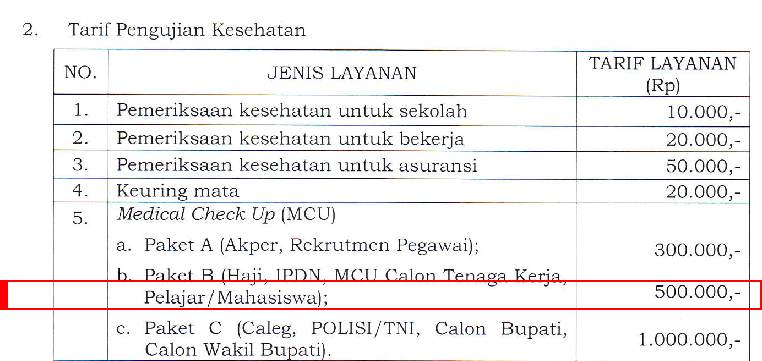 2. Tarif Pengujian Kesehatan
NO. JENIS LAYANAN TARIF LAYANAN (Rp)
1. Pemeriksaan kesehatan untuk sekolah 10.000,-
2. Pemeriksaan kesehatan untuk bekerja 20.000,-
3. Pemeriksaan kesehatan untuk asuransi 50.000,-
4. Keuring mata 20.000,-
5. Medical Check Up (MCU)
a. Paket A (Akper, Rekrutmen Pegawai); 300.000,-
b. Paket B (Haji, IPDN, MCU Calon Tenaga Kerja,
Pelajar/Mahasiswa); 500.000,-
c. Paket C (Caleg, POLISI/TNI, Calon Bupati,
Calon Wakil Bupati). 1.000.000,-